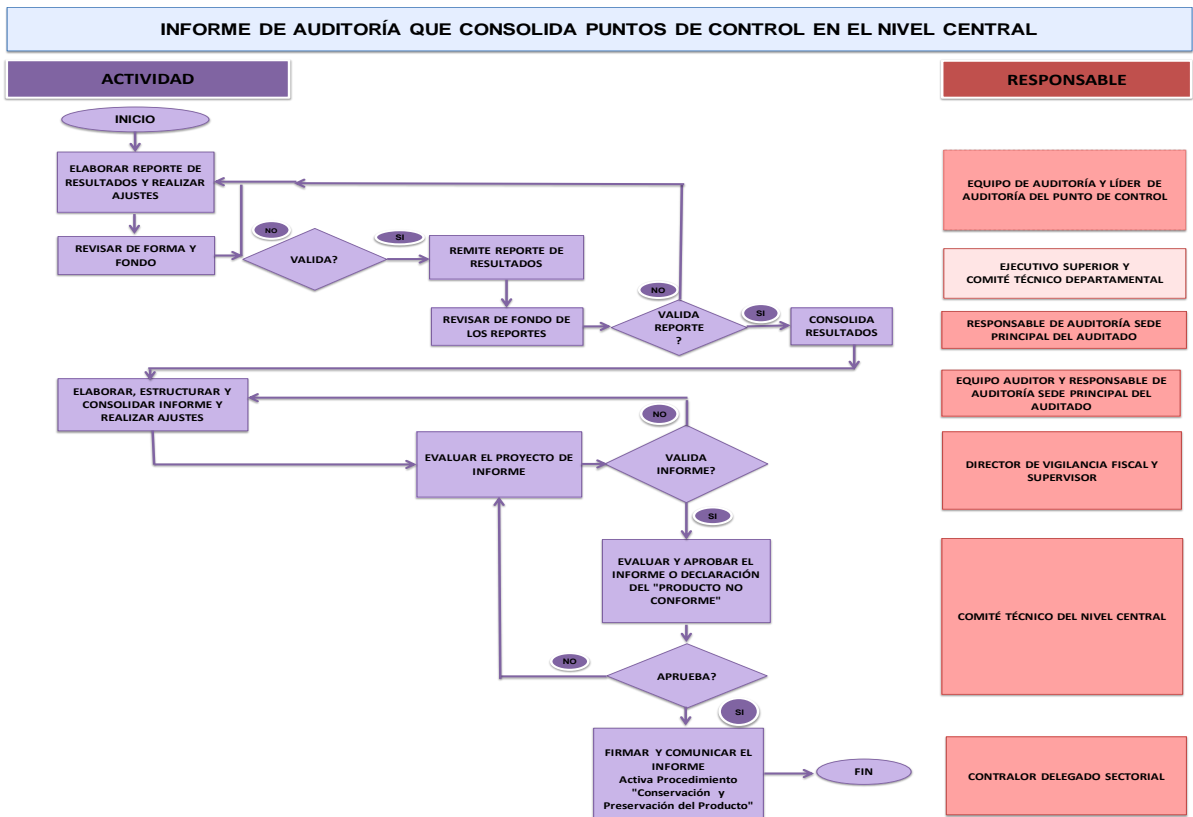 INFORME DE AUDITORÍA QUE CONSOLIDA PUNTOS DE CONTROL EN EL NIVEL CENTRAL
ACTIVIDAD
RESPONSABLE
INICIO
ELABORAR REPORTE DE
RESULTADOS Y REALIZAR
AJUSTES
EQUIPO DE AUDITORÍA Y LÍDER DE
AUDITORÍA DEL PUNTO DE CONTROL
REVISAR DE FORMA Y
FONDO
NO
VALIDA?
SI
REMITE REPORTE DE
RESULTADOS
EJECUTIVO SUPERIOR Y
COMITÉ TÉCNICO DEPARTAMENTAL
REVISAR DE FONDO DE
LOS REPORTES
NO
VALIDA
REPORTE
?
SI
CONSOLIDA
RESULTADOS
RESPONSABLE DE AUDITORÍA SEDE
PRINCIPAL DEL AUDITADO
ELABORAR, ESTRUCTURAR Y
CONSOLIDAR INFORME Y
REALIZAR AJUSTES
EQUIPO AUDITOR Y RESPONSABLE DE
AUDITORÍA SEDE PRINCIPAL DEL
AUDITADO
NO
EVALUAR EL PROYECTO DE
INFORME
VALIDA
INFORME?
DIRECTOR DE VIGILANCIA FISCAL Y
SUPERVISOR
SI
EVALUAR Y APROBAR EL
INFORME O DECLARACIÓN
DEL "PRODUCTO NO
CONFORME"
COMITÉ TÉCNICO DEL NIVEL CENTRAL
NO
APRUEBA?
SI
FIRMAR Y COMUNICAR EL
INFORME
Activa Procedimiento
"Conservación y
Preservación del Producto"
FIN
CONTRALOR DELEGADO SECTORIAL